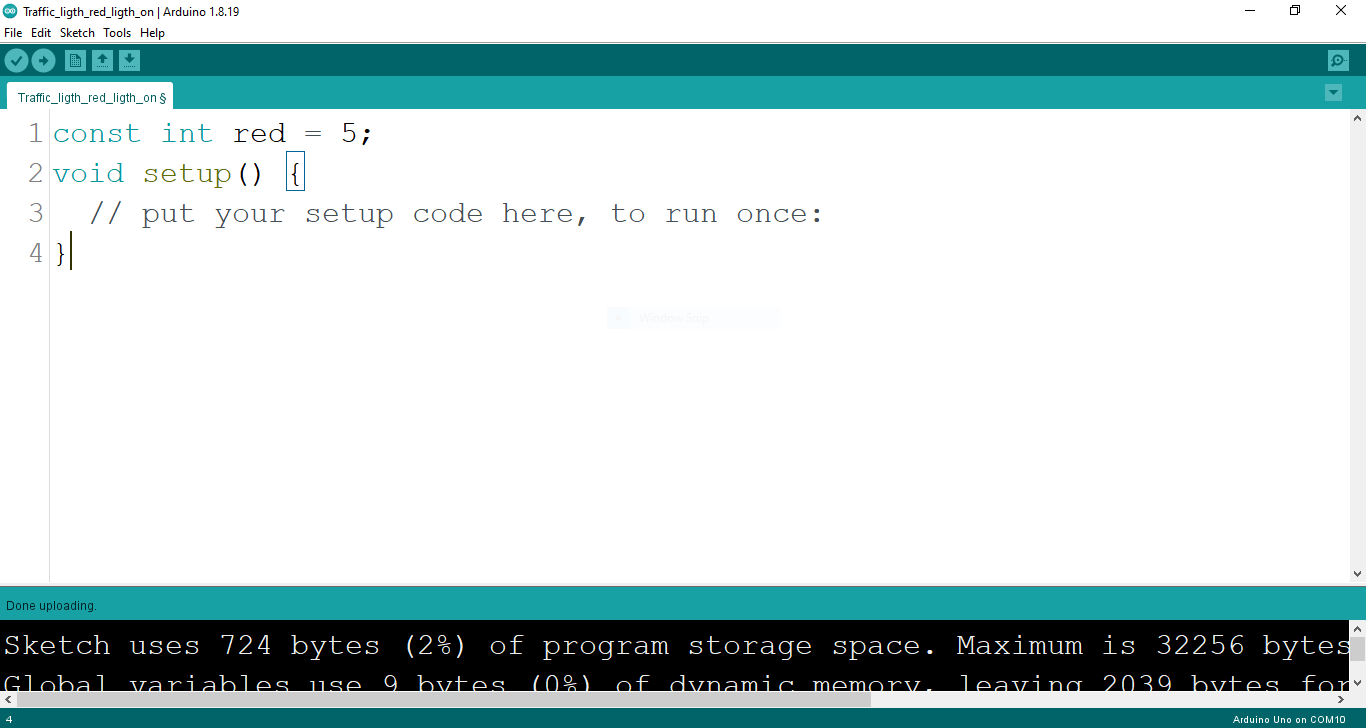 Traffic_ligth_red_ligth_on | Arduino 1.8.19
File Edit Sketch Tools Help
Traffic_ligth_red_ligth_on §
1 const int red = 5;
2 void setup() {
3 // put your setup code here, to run once:
4 }
Window Snip
Done uploading.
Sketch uses 724 bytes (2%) of program storage space. Maximum is 32256 bytes
Global variables use 9 bytes (0%) of dynamic memory, leaving 2039 bytes for
4 Arduino Uno on COM10